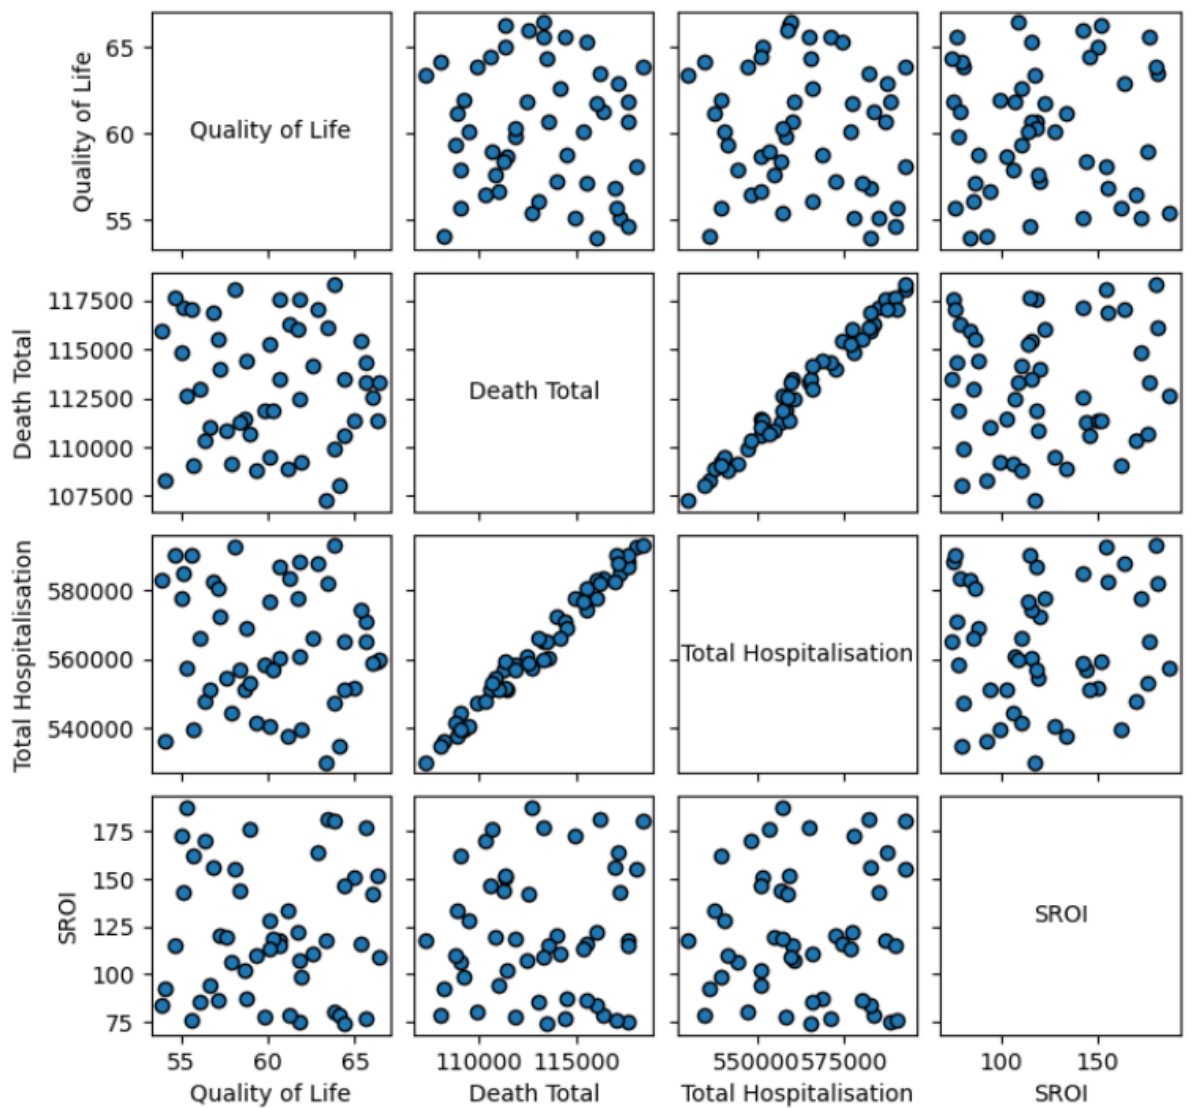 Quality of Life
65
60
55
Quality of Life
Death Total
117500
115000
112500
110000
107500
Death Total
Total Hospitalisation
580000
560000
540000
Total Hospitalisation
SROI
175
150
125
100
75
SROI
55 60 65 110000 115000 550000 575000 100 150
Quality of Life Death Total Total Hospitalisation SROI